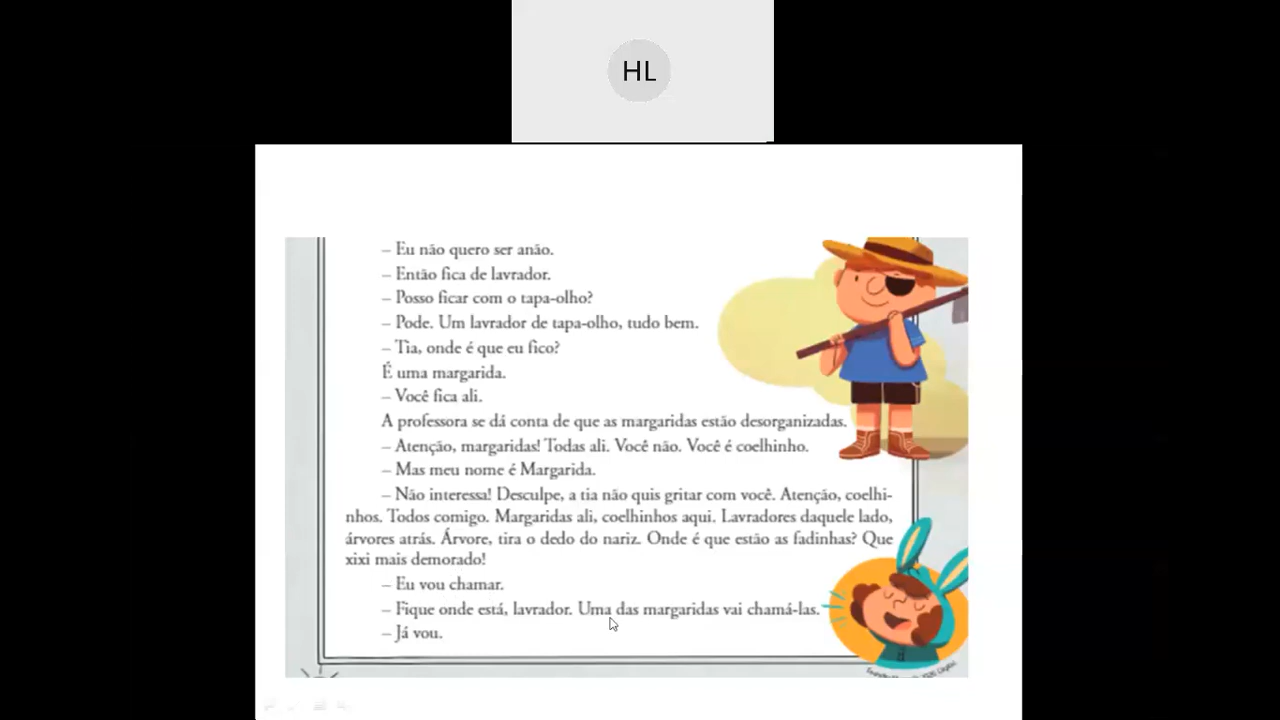 HL
– Eu não quero ser anão.
– Então fica de lavrador.
– Posso ficar com o tapa-olho?
– Pode. Um lavrador de tapa-olho, tudo bem.
– Tia, onde é que eu fico?
É uma margarida.
– Você fica ali.
A professora se dá conta de que as margaridas estão desorganizadas.
– Atenção, margaridas! Todas ali. Você não. Você é coelhinho.
– Mas meu nome é Margarida.
– Não interessa! Desculpe, a tia não quis gritar com você. Atenção, coelhi-
nhos. Todos comigo. Margaridas ali, coelhinhos aqui. Lavradores daquele lado,
árvores atrás. Árvore, tira o dedo do nariz. Onde é que estão as fadinhas? Que
xixi mais demorado!
– Eu vou chamar.
– Fique onde está, lavrador. Uma das margaridas vai chamá-las.
– Já vou.